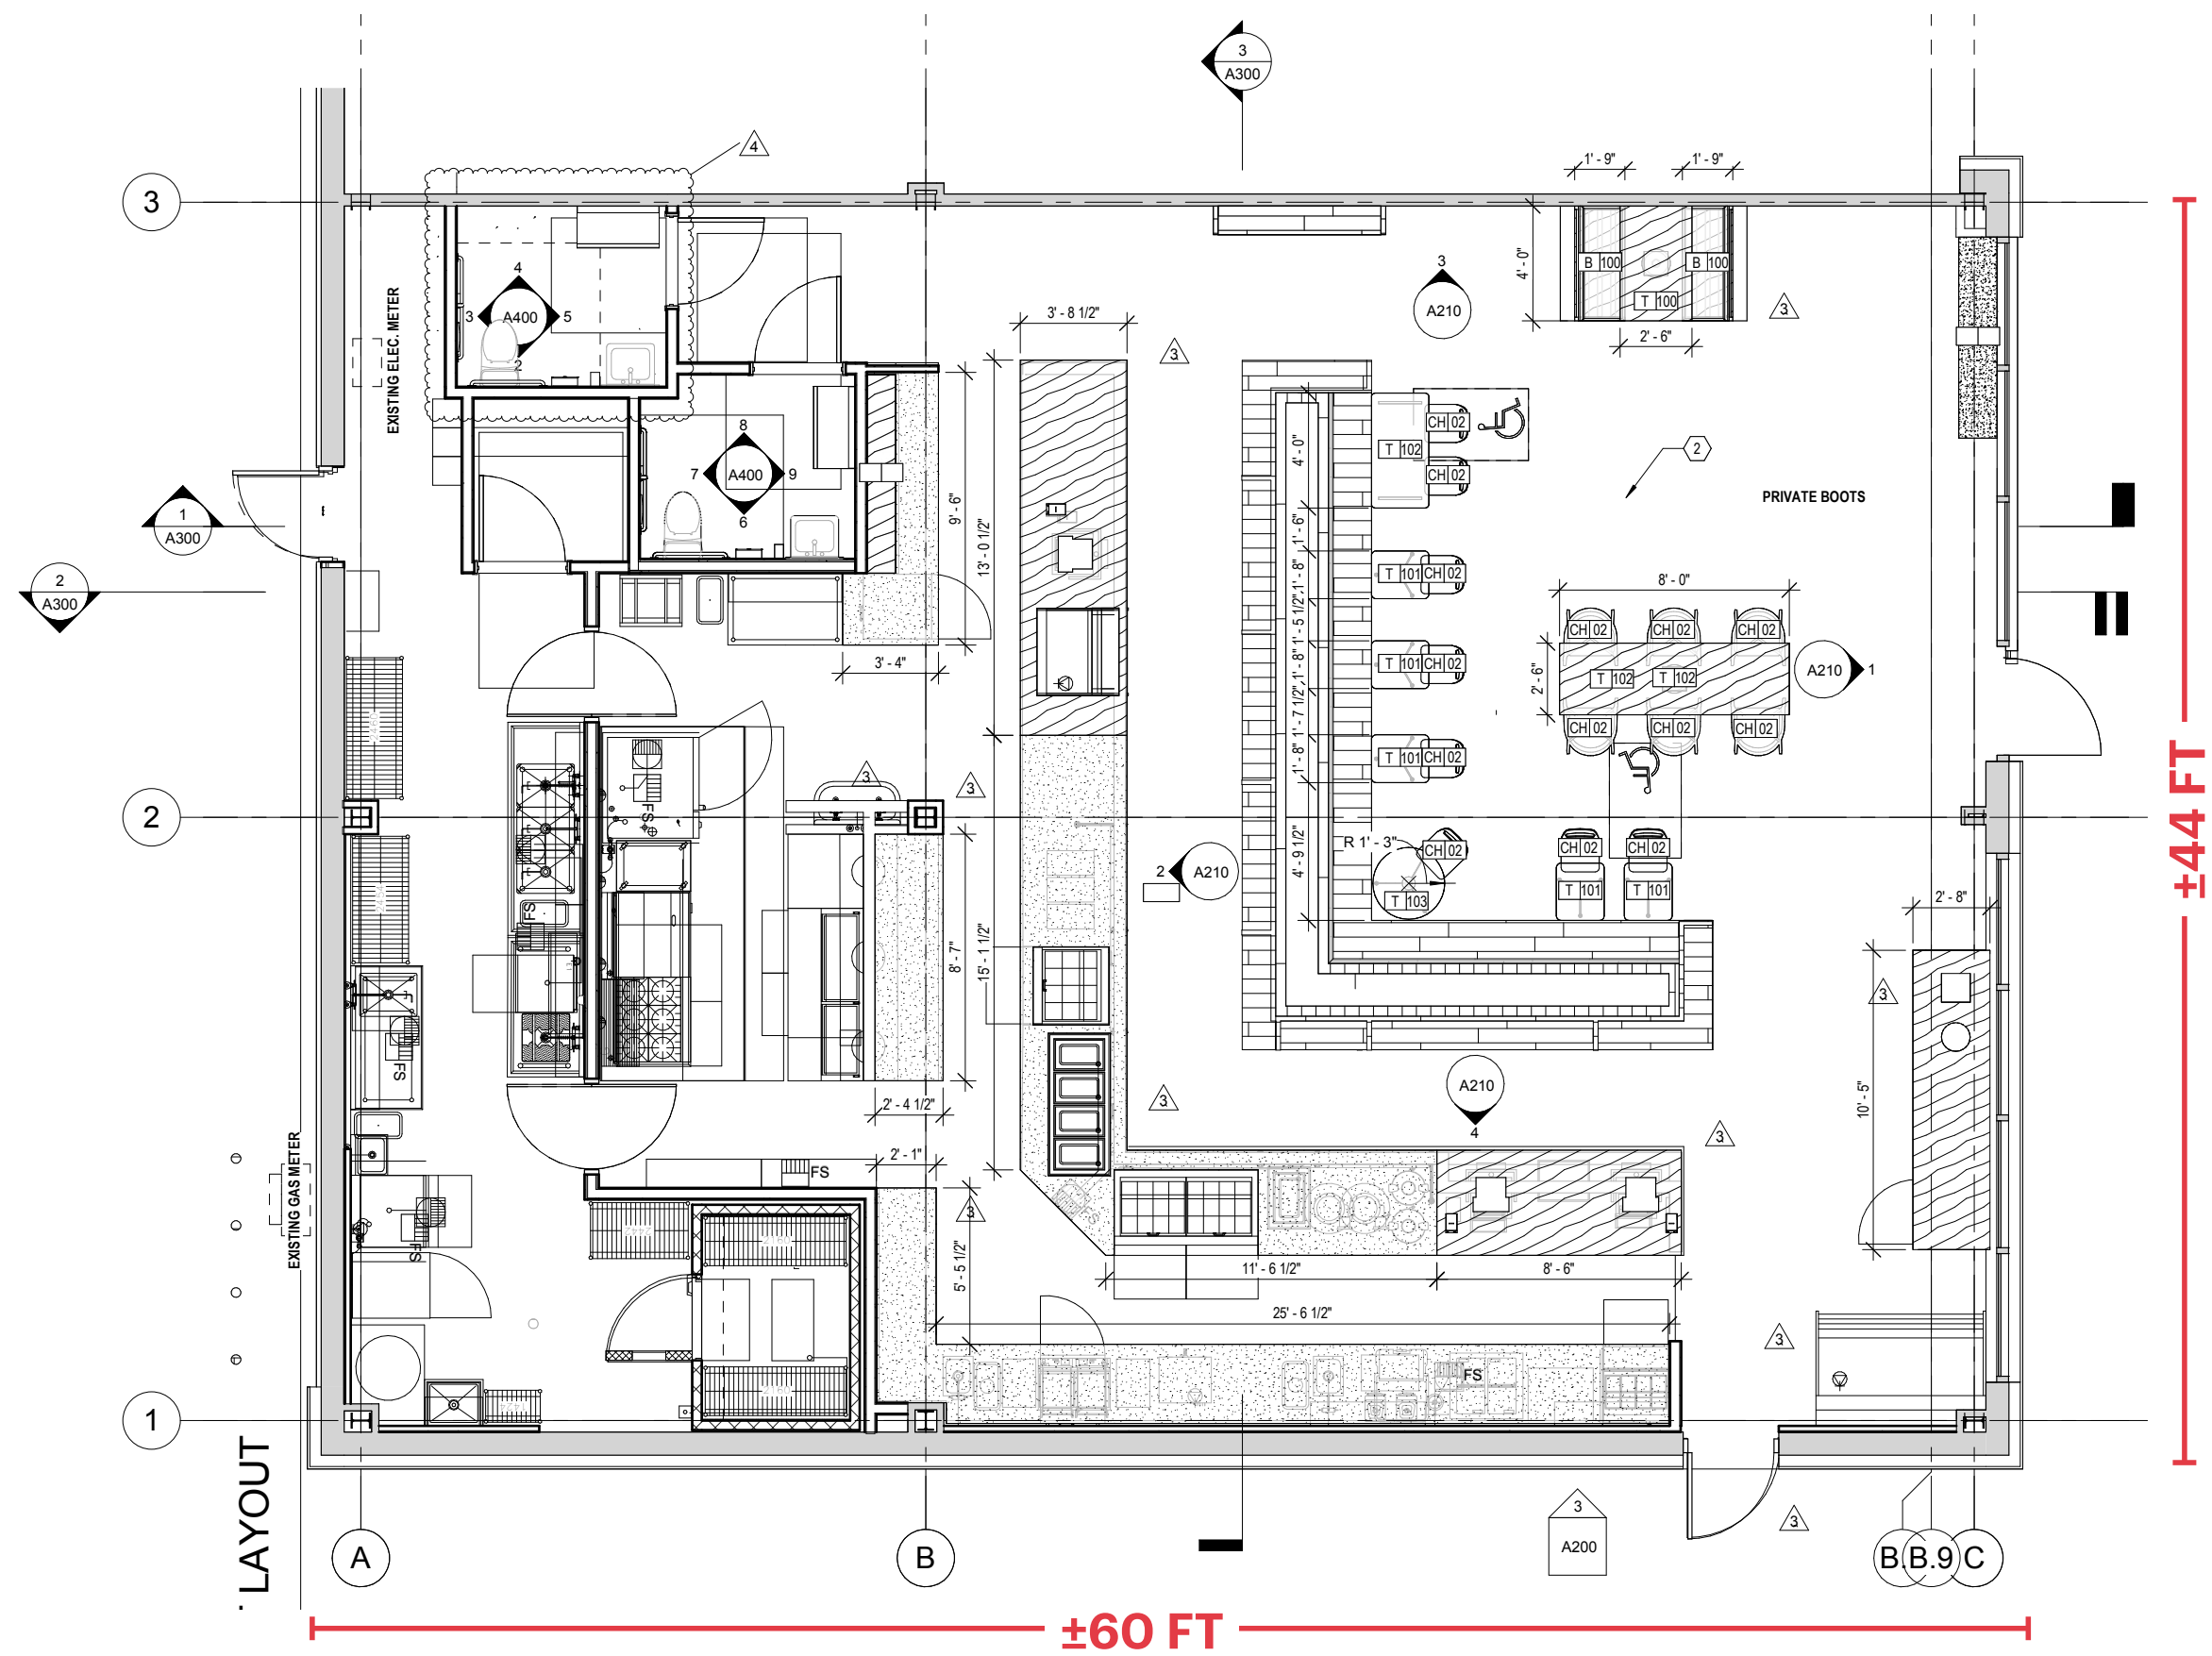 3
A300
4
1' - 9"
1' - 9"
3
EXISTING ELEC. METER
4
3
A400
5
2
3
A210
4' - 0"
B 100
B 100
T 100
3
2' - 6"
3' - 8 1/2"
3
8
7
A400
9
6
9' - 6"
13' - 0 1/2"
4' - 0"
T 102
CH 02
CH 02
2
PRIVATE BOOTS
1
A300
2
A300
1' - 6"
1' - 8"
T 101
CH 02
1' - 5 1/2"
8' - 0"
CH 02
CH 02
CH 02
3' - 4"
1' - 8"
T 101
CH 02
2' - 6"
T 102
T 102
A210
1
CH 02
CH 02
CH 02
2460
1' - 7 1/2"
1' - 8"
T 101
CH 02
3
3
FS
2
±44 FT
R 1' - 3"
CH 02
CH 02
CH 02
2
A210
4' - 9 1/2"
T 103
T 101
T 101
2' - 8"
FS
8' - 7"
15' - 1 1/2"
3
FS
2' - 4 1/2"
3
A210
4
10' - 5"
3
EXISTING GAS METER
2' - 1"
FS
3
FS
FS
5' - 5 1/2"
11' - 6 1/2"
8' - 6"
25' - 6 1/2"
3
FS
1
LAYOUT
3
A200
3
A
B
B.
B.9
C
±60 FT